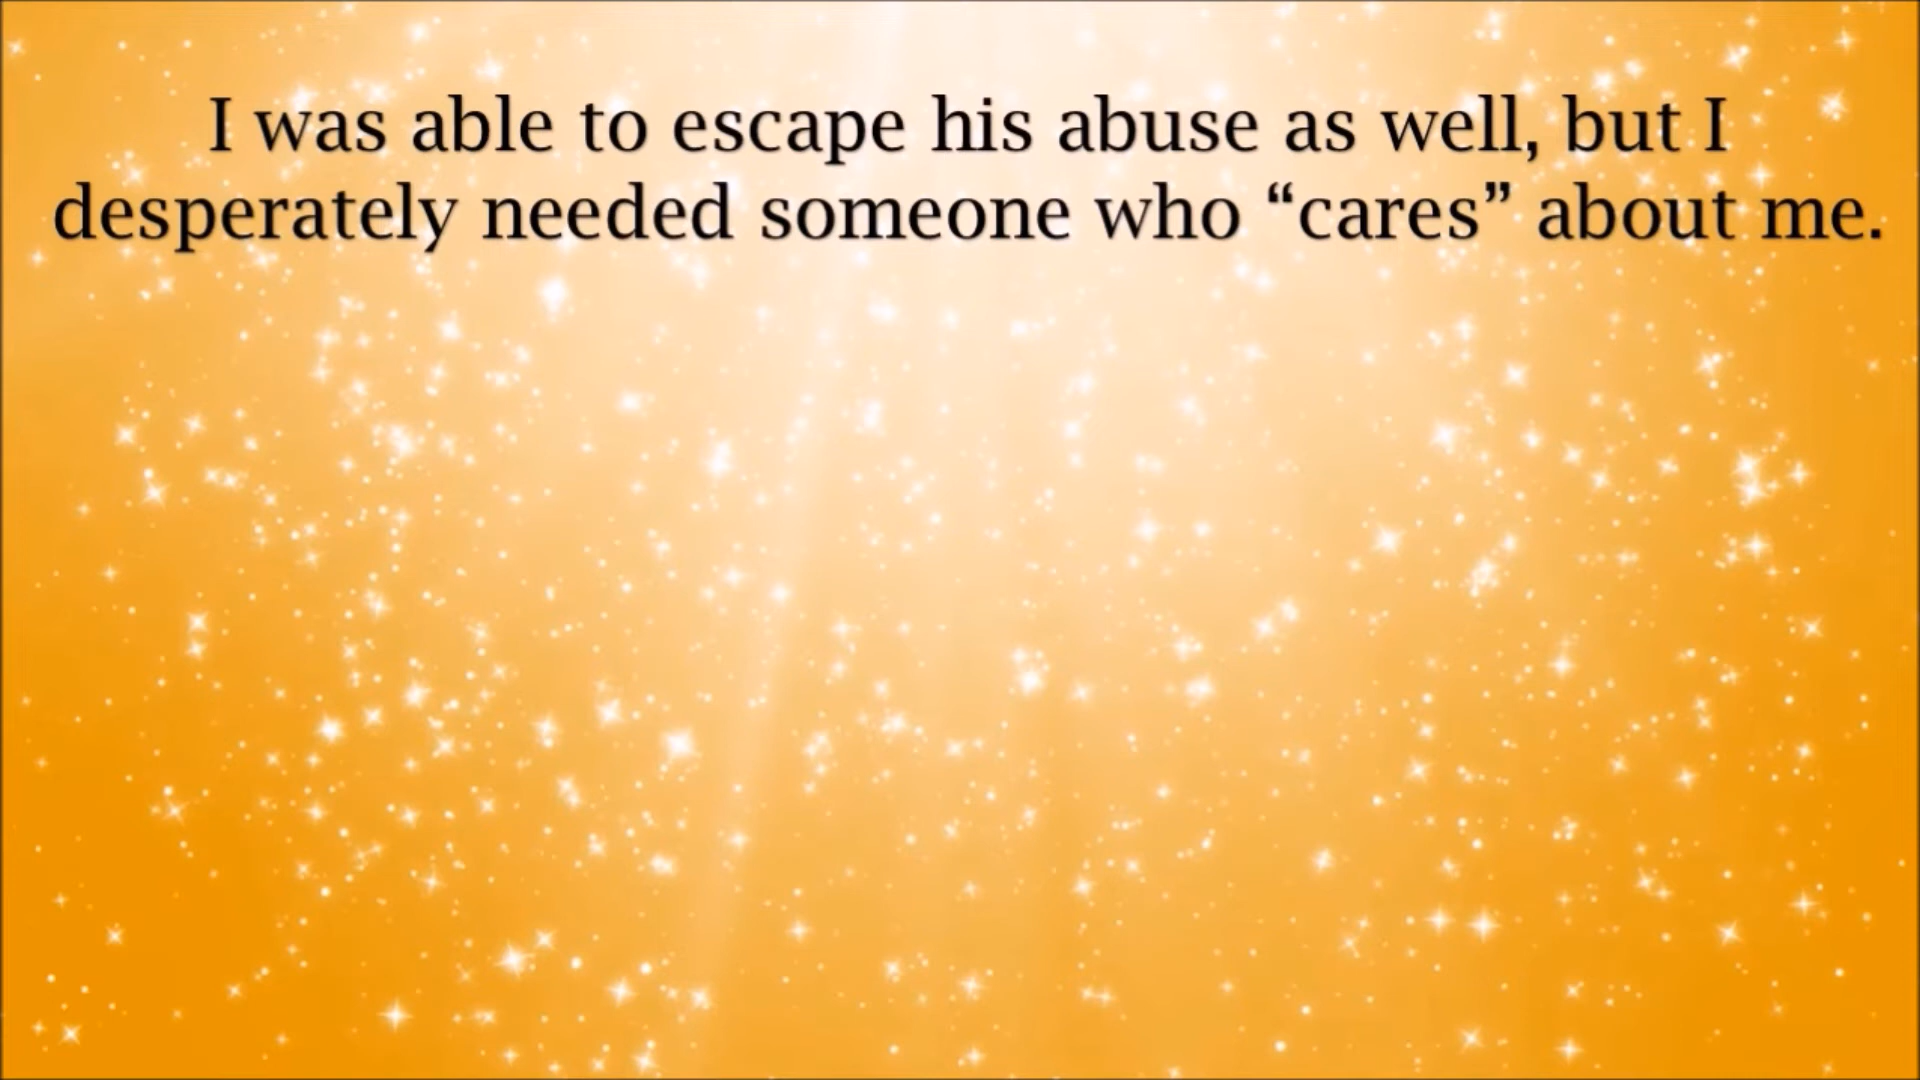 I was able to escape his abuse as well, but I
desperately needed someone who “cares” about me.